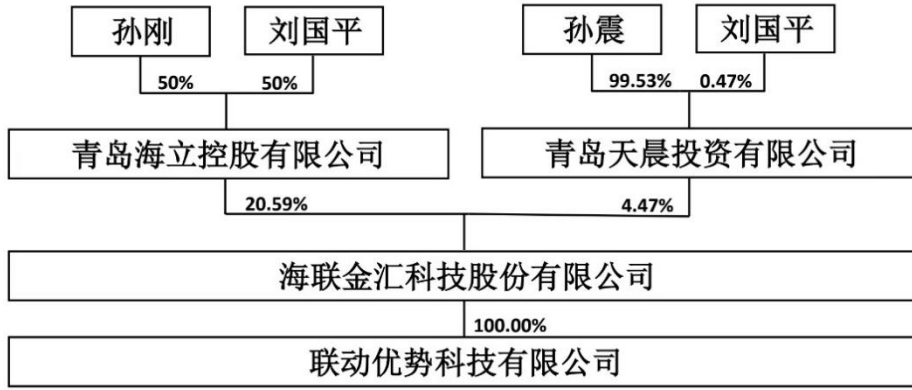 孙刚 刘国平 孙震 刘国平
50% 50% 99.53% 0.47%
青岛海立控股有限公司 青岛天晨投资有限公司
20.59% 4.47%
海联金汇科技股份有限公司
100.00%
联动优势科技有限公司